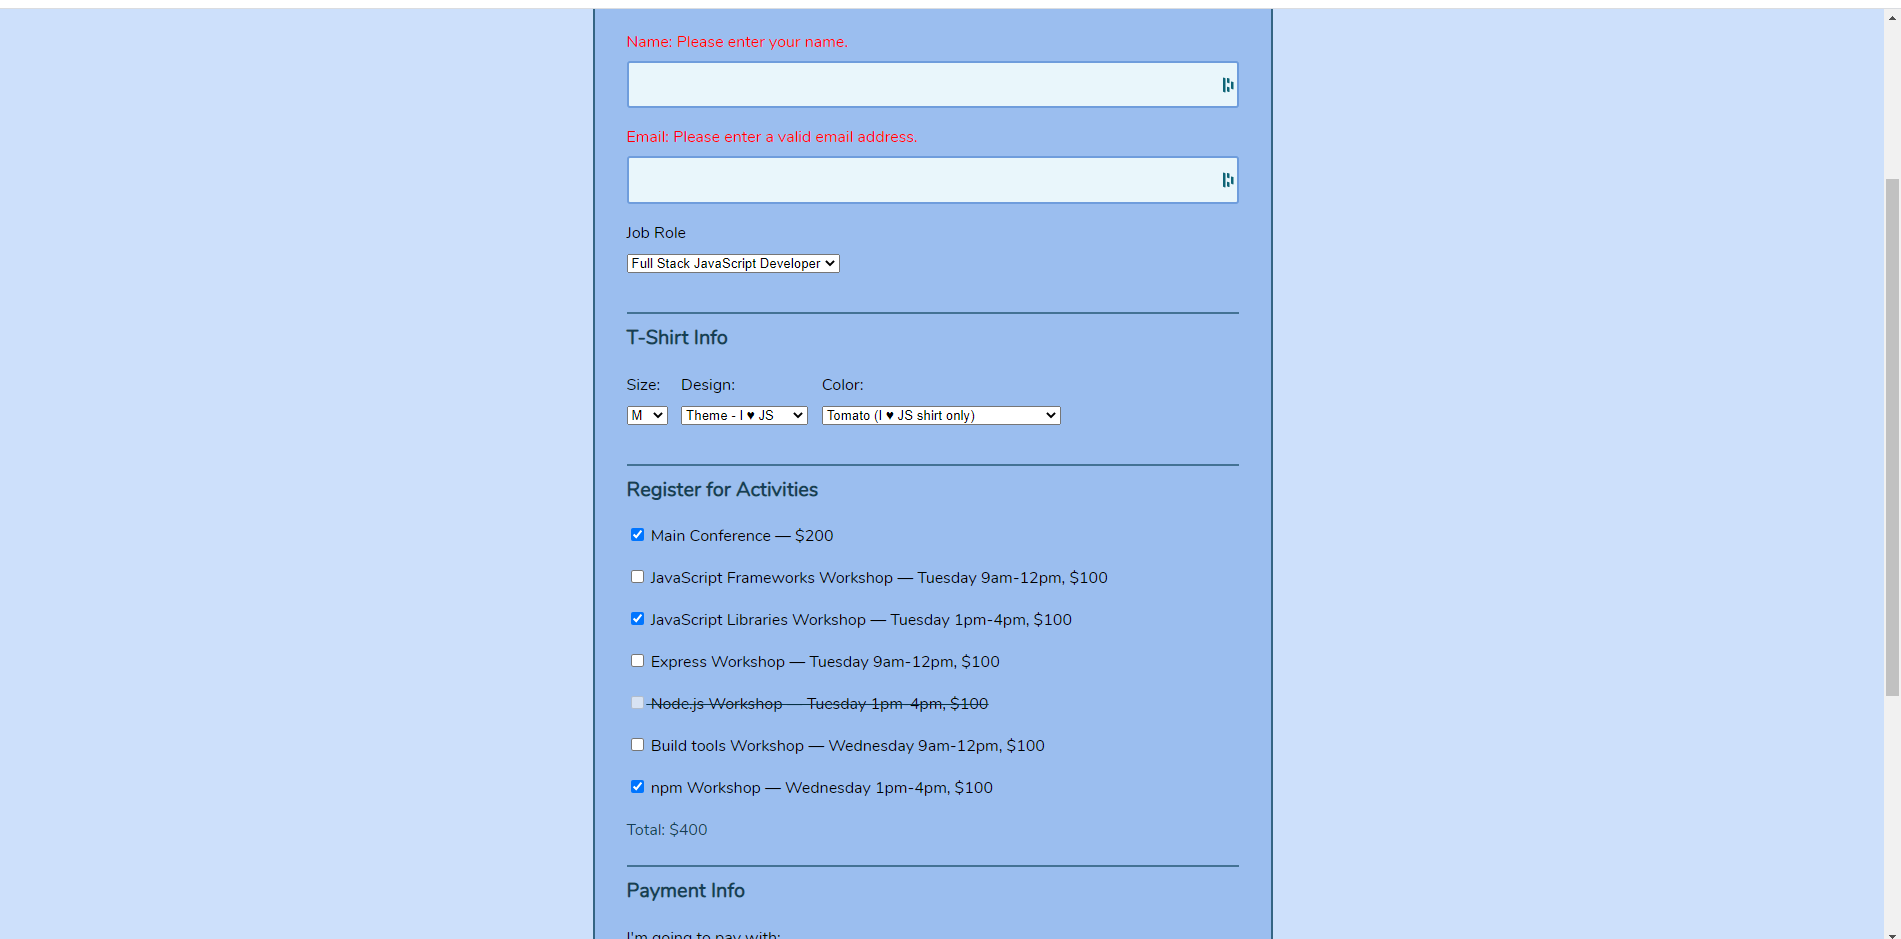 Name: Please enter your name.
Email: Please enter a valid email address.
Job Role
Full Stack JavaScript Developer
T-Shirt Info
Size: Design: Color:
M Theme - I ♥ JS Tomato (I ♥ JS shirt only)
Register for Activities
Main Conference — $200
JavaScript Frameworks Workshop — Tuesday 9am-12pm, $100
JavaScript Libraries Workshop — Tuesday 1pm-4pm, $100
Express Workshop — Tuesday 9am-12pm, $100
Node.js Workshop — Tuesday 1pm-4pm, $100
Build tools Workshop — Wednesday 9am-12pm, $100
npm Workshop — Wednesday 1pm-4pm, $100
Total: $400
Payment Info
I'm going to pay with: